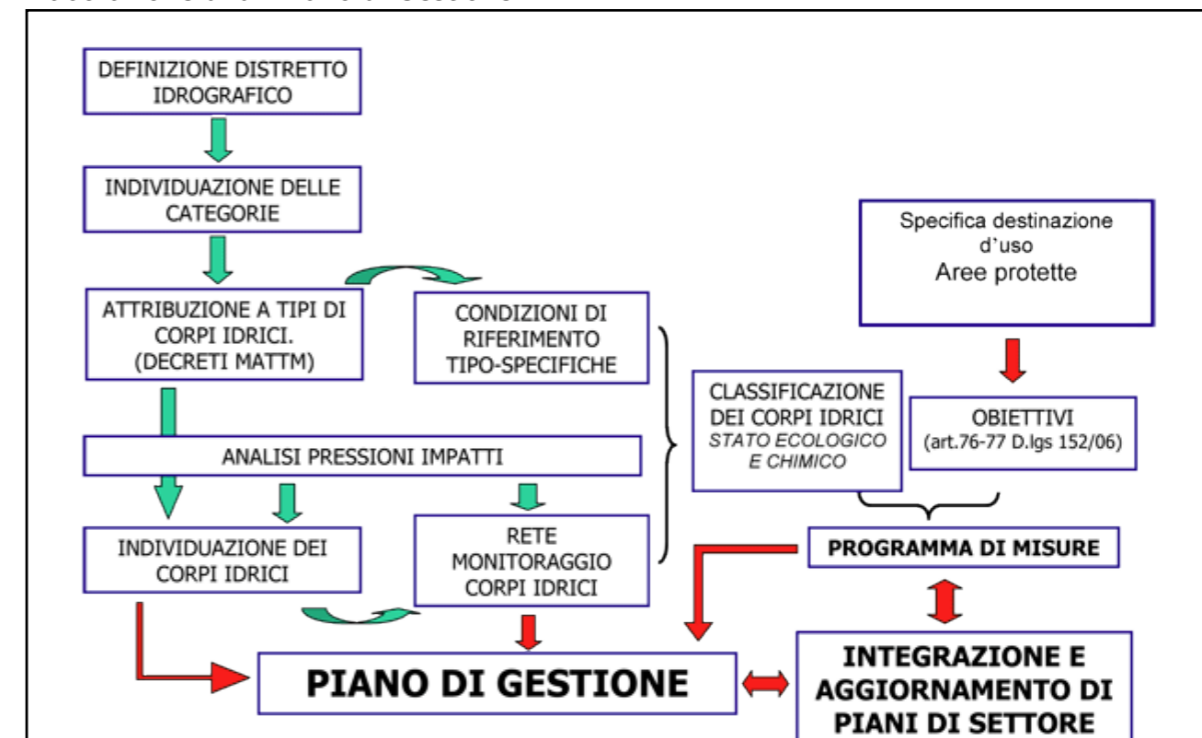 DEFINIZIONE DISTRETTO
IDROGRAFICO
INDIVIDUAZIONE DELLE
CATEGORIE
Specifica destinazione
d'uso
Aree protette
ATTRIBUZIONE A TIPI DI
CORPI IDRICI.
(DECRETI MATTM)
CONDIZIONI DI
RIFERIMENTO
TIPO-SPECIFICHE
CLASSIFICAZIONE
DEI CORPI IDRICI
STATO ECOLOGICO
E CHIMICO
OBIETTIVI
(art.76-77 D.lgs 152/06)
ANALISI PRESSIONI IMPATTI
INDIVIDUAZIONE DEI
CORPI IDRICI
RETE
MONITORAGGIO
CORPI IDRICI
PROGRAMMA DI MISURE
PIANO DI GESTIONE
INTEGRAZIONE E
AGGIORNAMENTO DI
PIANI DI SETTORE